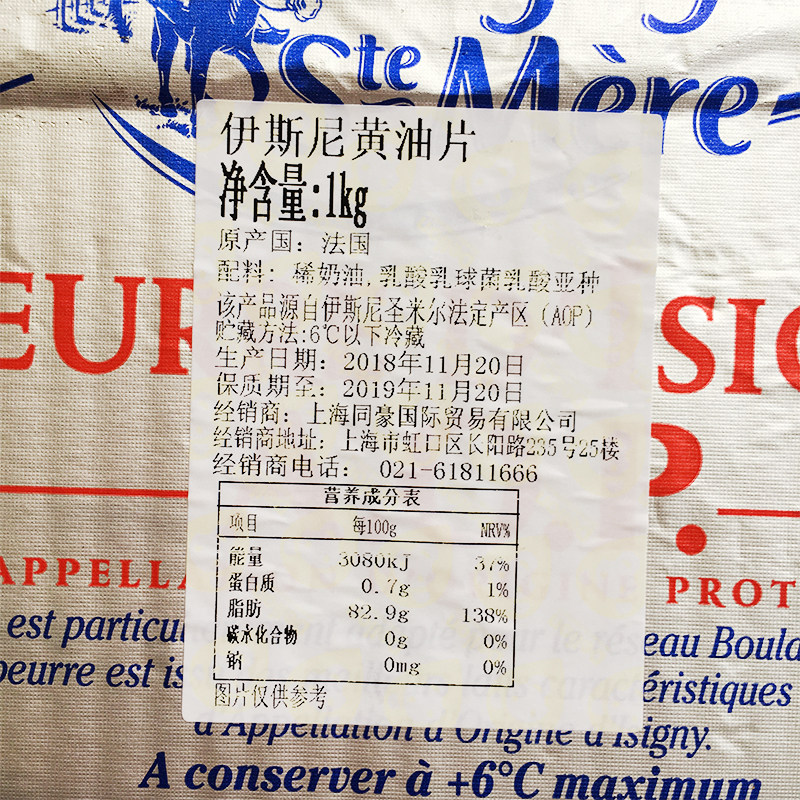 Ste Mère-
伊斯尼黄油片
净含量:1kg
原产国: 法国
配料: 稀奶油,乳酸乳球菌乳酸亚种
该产品源自伊斯尼圣米尔法定产区(AOP)
贮藏方法:6℃以下冷藏
生产日期: 2018年11月20日
保质期至: 2019年11月20日
经销商: 上海同豪国际贸易有限公司
经销商地址: 上海市虹口区长阳路235号25楼
经销商电话: 021-61811666
营养成分表
项目 每100g NRV%
能量 3080kJ 37%
蛋白质 0.7g 1%
脂肪 82.9g 138%
碳水化合物 0g 0%
钠 0mg 0%
图片仅供参考
EUR SIG
P.
APPELLA PROT
est particu eau Boula
beurre est is éristiques
d'Appellation d'Origine d'Isigny.
A conserver à +6°C maximum